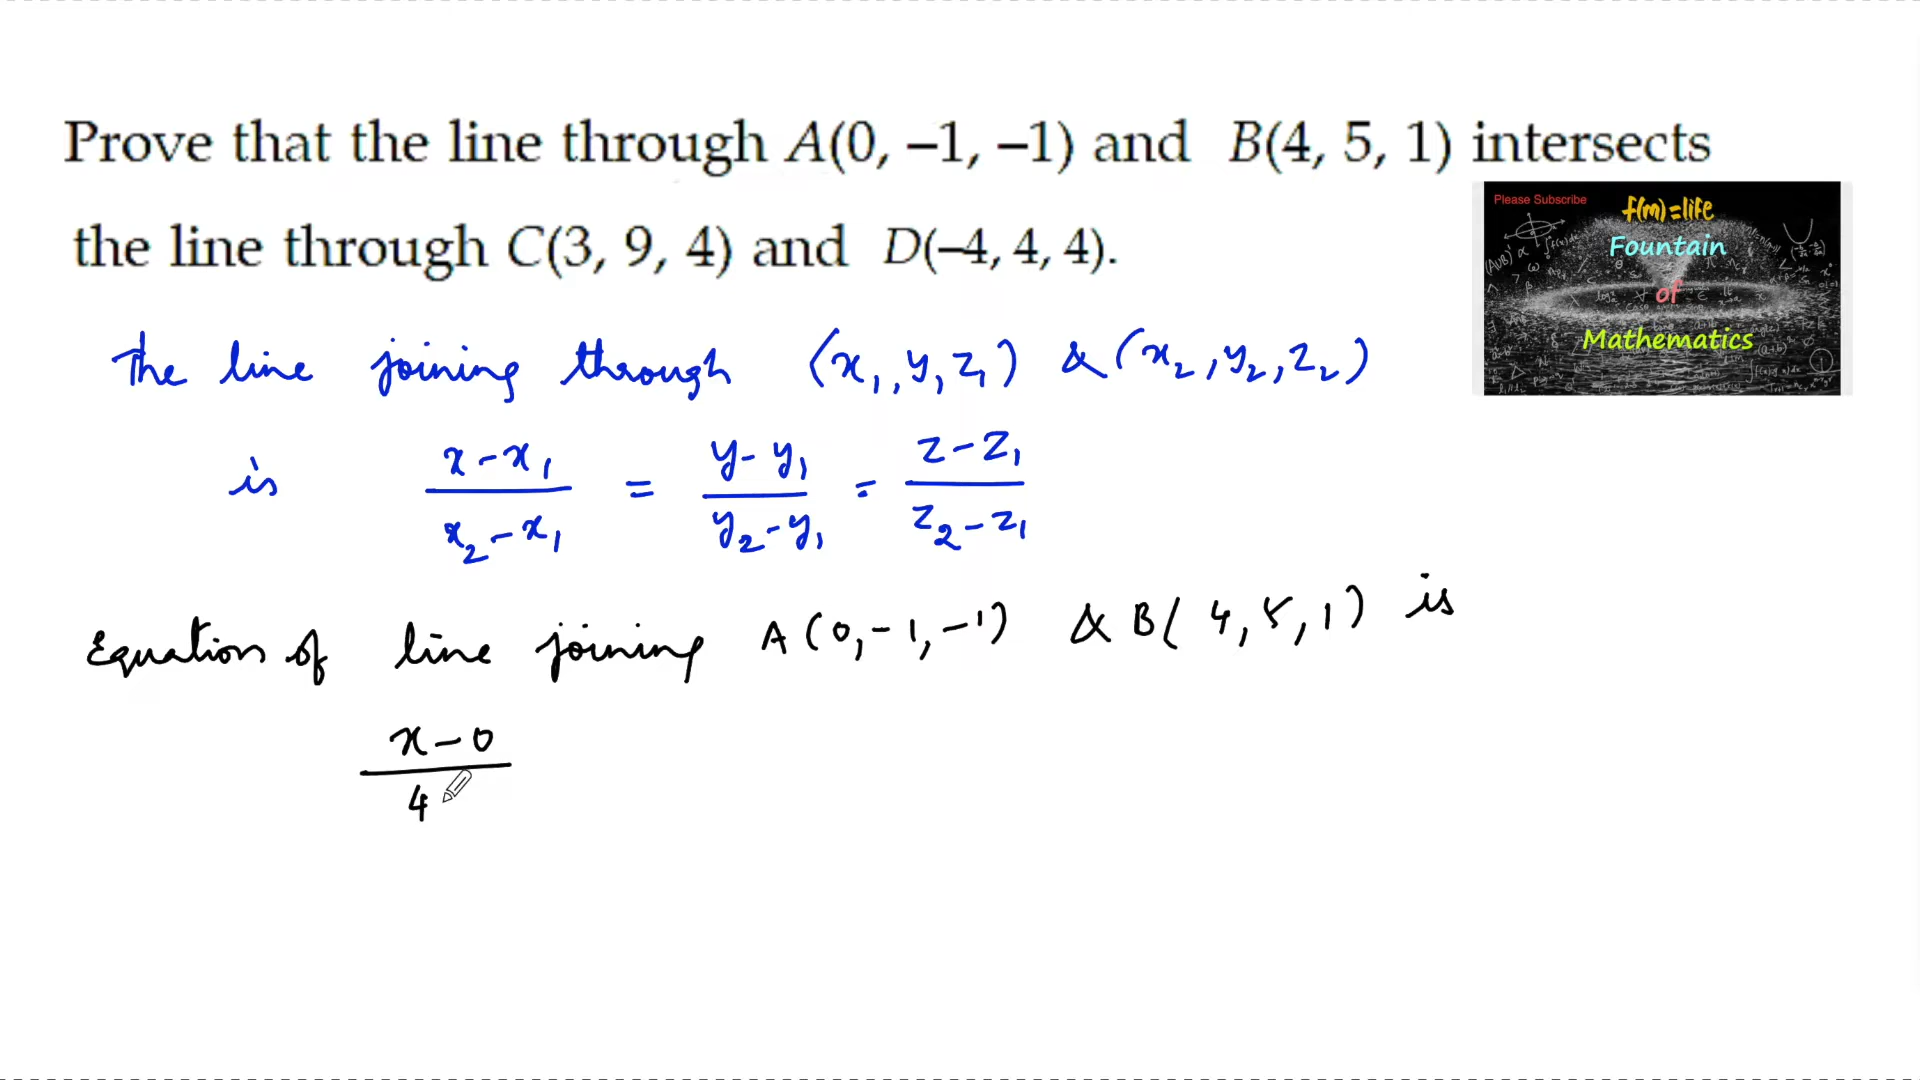 Prove that the line through A(0, –1, –1) and B(4, 5, 1) intersects
the line through C(3, 9, 4) and D(–4, 4, 4).
Please Subscribe
f(m)=life
Fountain
of
Mathematics
The line joining through (x₁, y₁ z₁) & (x₂, y₂, z₂)
is x-x₁/x₂-x₁ = y-y₁/y₂-y₁ = z-z₁/z₂-z₁
Equation of line joining A(0,-1,-1) & B(4,5,1) is
x-0/4